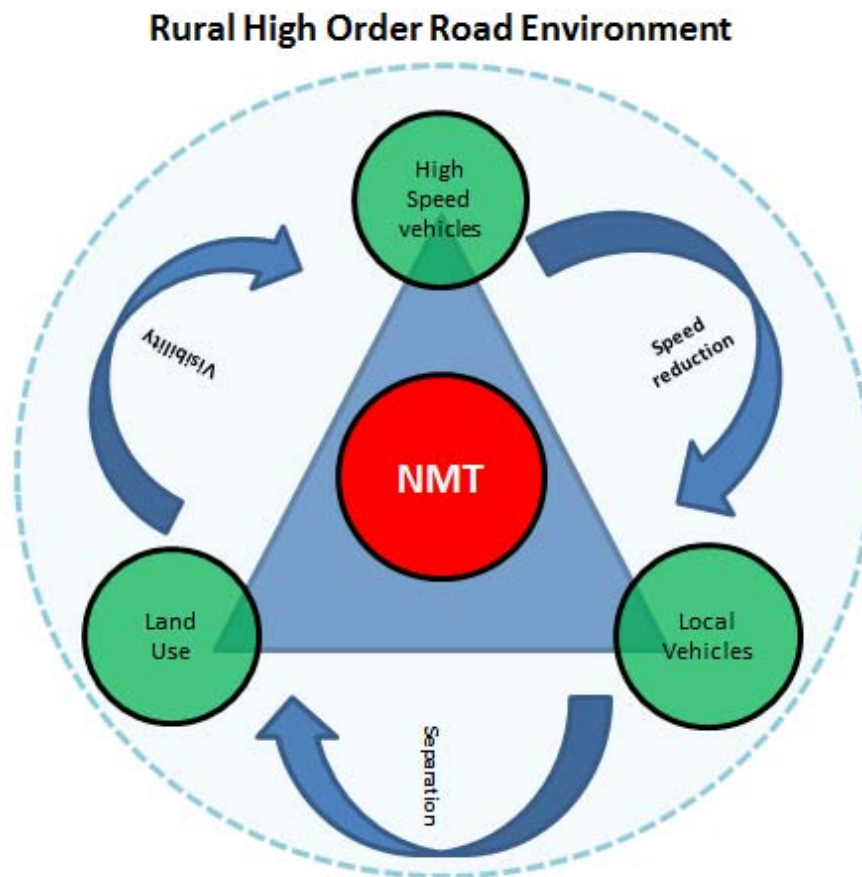 Rural High Order Road Environment
High
Speed
vehicles
Visibility
Speed
reduction
NMT
Land
Use
Local
Vehicles
Separation